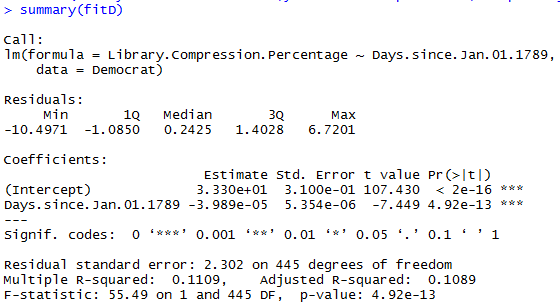 > summary(fitD)
Call:
lm(formula = Library.Compression.Percentage ~ Days.since.Jan.01.1789,
    data = Democrat)
Residuals:
     Min       1Q   Median       3Q      Max
-10.4971  -1.0850   0.2425   1.4028   6.7201
Coefficients:
                         Estimate Std. Error t value Pr(>|t|)
(Intercept)             3.330e+01  3.100e-01 107.430  < 2e-16 ***
Days.since.Jan.01.1789 -3.989e-05  5.354e-06  -7.449 4.92e-13 ***
---
Signif. codes:  0 ‘***’ 0.001 ‘**’ 0.01 ‘*’ 0.05 ‘.’ 0.1 ‘ ’ 1
Residual standard error: 2.302 on 445 degrees of freedom
Multiple R-squared:  0.1109,    Adjusted R-squared:  0.1089
F-statistic: 55.49 on 1 and 445 DF,  p-value: 4.92e-13